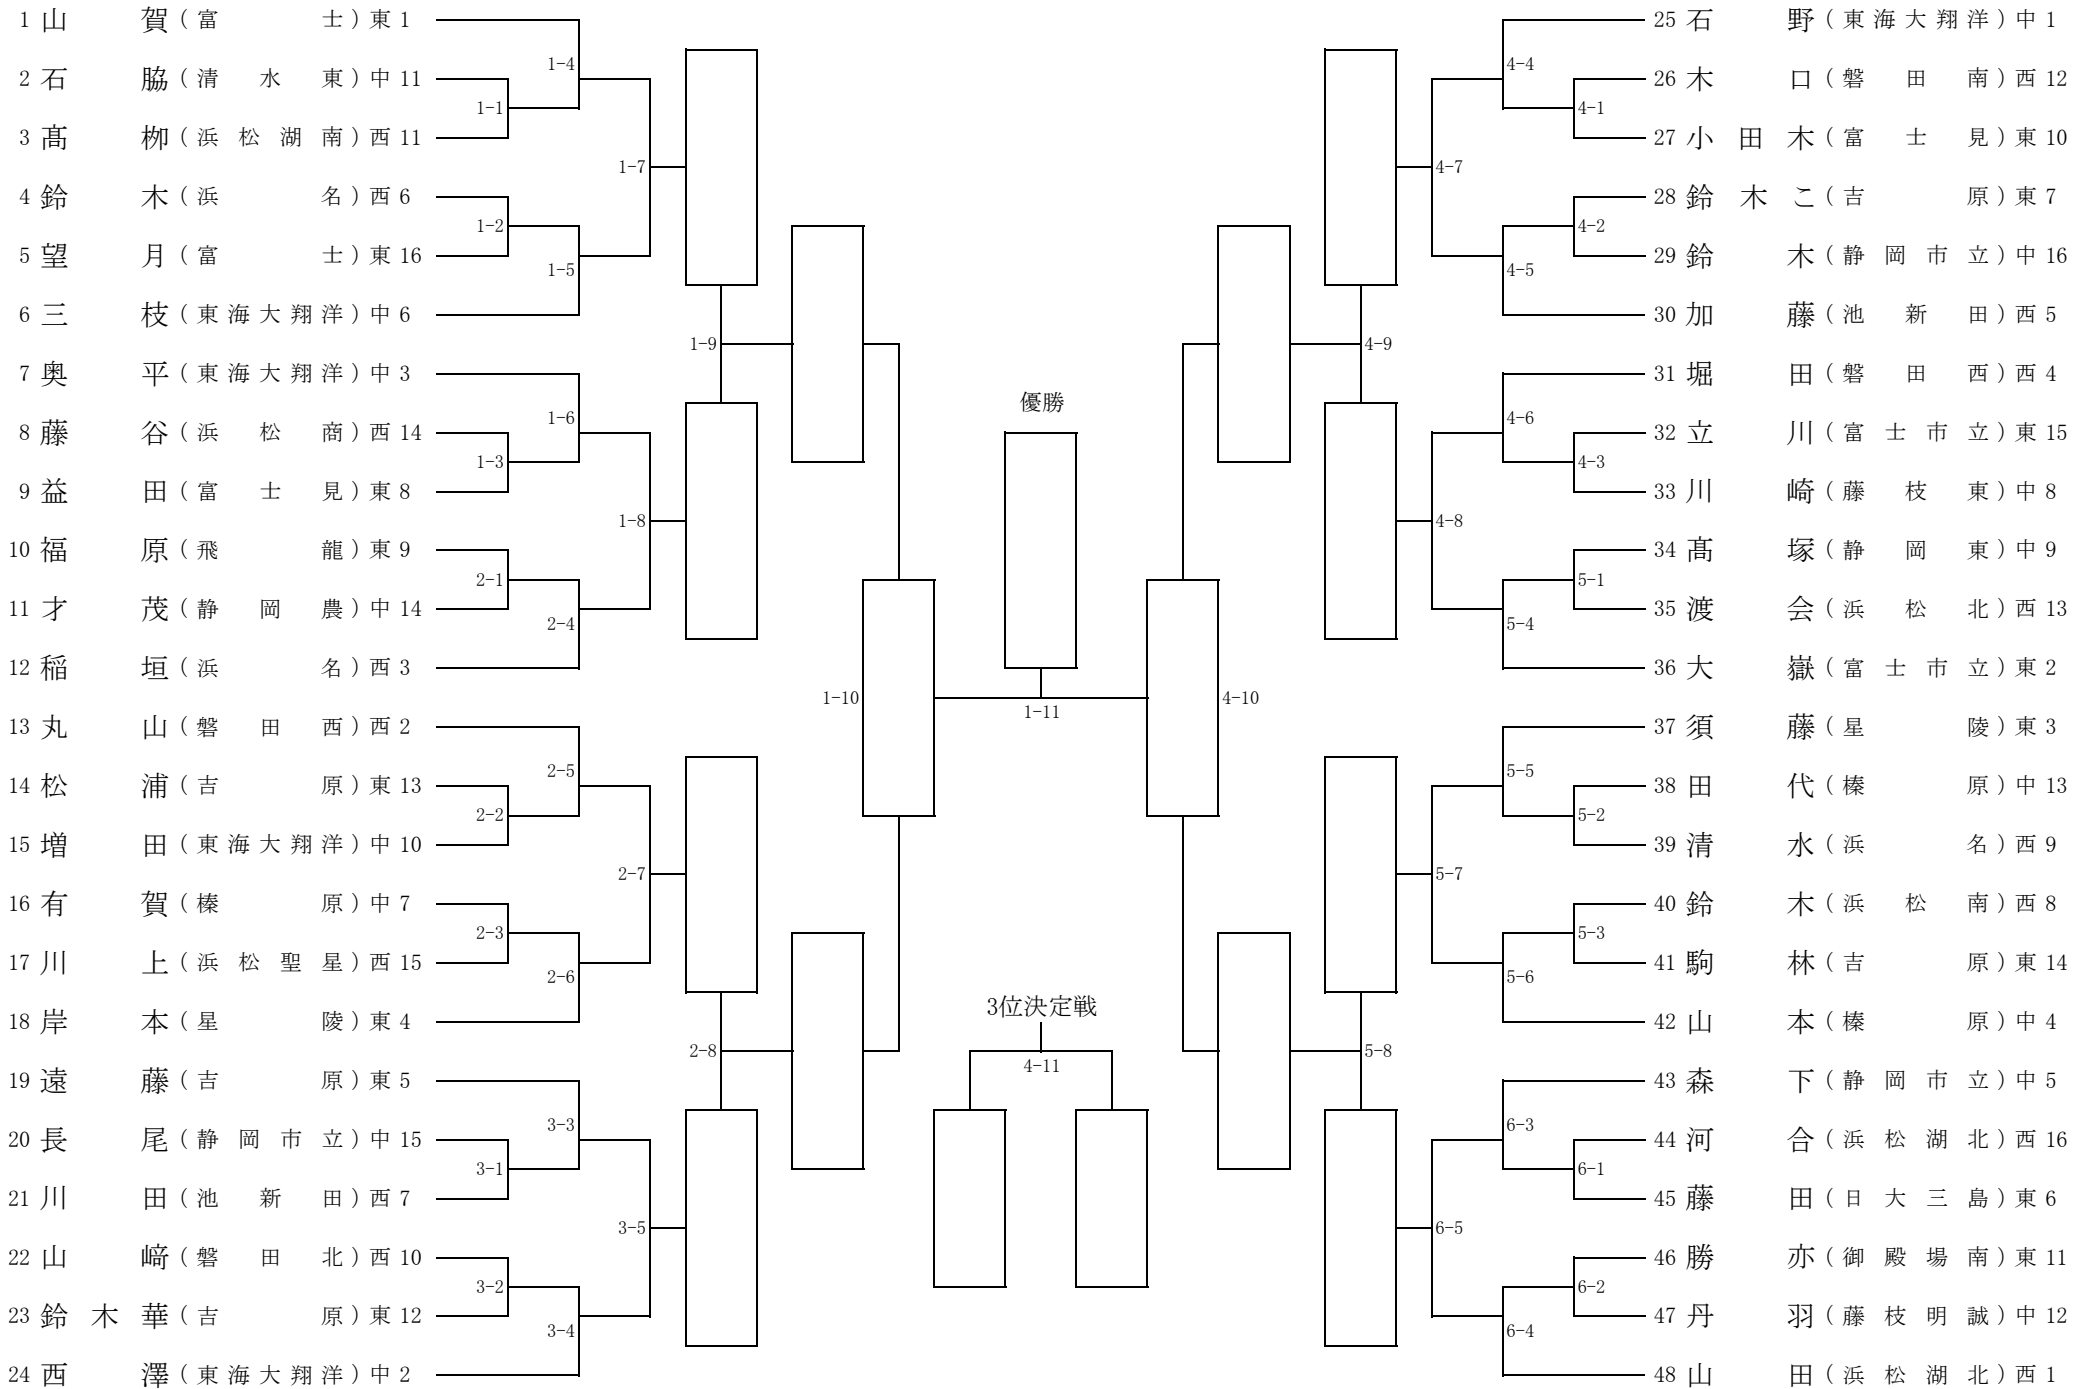 1 山賀（富士）東 1
2 石脇（清水東）中 11
3 髙栁（浜松湖南）西 11
4 鈴木（浜名）西 6
5 望月（富士）東 16
6 三枝（東海大翔洋）中 6
7 奥平（東海大翔洋）中 3
8 藤谷（浜松商）西 14
9 益田（富士見）東 8
10 福原（飛龍）東 9
11 才茂（静岡農）中 14
12 稲垣（浜名）西 3
13 丸山（磐田西）西 2
14 松浦（吉原）東 13
15 増田（東海大翔洋）中 10
16 有賀（榛原）中 7
17 川上（浜松聖星）西 15
18 岸本（星陵）東 4
19 遠藤（吉原）東 5
20 長尾（静岡市立）中 15
21 川田（池新田）西 7
22 山﨑（磐田北）西 10
23 鈴木華（吉原）東 12
24 西澤（東海大翔洋）中 2
1-1
1-2
1-3
2-1
2-2
2-3
3-1
3-2
1-4
1-5
1-6
2-4
2-5
2-6
3-3
3-4
1-7
1-8
2-7
3-5
1-9
2-8
1-10
優勝
1-11
3位決定戦
4-11
4-10
4-9
5-8
4-7
4-8
5-7
6-5
4-4
4-5
4-6
5-4
5-5
5-6
6-3
6-4
4-1
4-2
4-3
5-1
5-2
5-3
6-1
6-2
25 石野（東海大翔洋）中 1
26 木口（磐田南）西 12
27 小田木（富士見）東 10
28 鈴木こ（吉原）東 7
29 鈴木（静岡市立）中 16
30 加藤（池新田）西 5
31 堀田（磐田西）西 4
32 立川（富士市立）東 15
33 川崎（藤枝東）中 8
34 髙塚（静岡東）中 9
35 渡会（浜松北）西 13
36 大嶽（富士市立）東 2
37 須藤（星陵）東 3
38 田代（榛原）中 13
39 清水（浜名）西 9
40 鈴木（浜松南）西 8
41 駒林（吉原）東 14
42 山本（榛原）中 4
43 森下（静岡市立）中 5
44 河合（浜松湖北）西 16
45 藤田（日大三島）東 6
46 勝亦（御殿場南）東 11
47 丹羽（藤枝明誠）中 12
48 山田（浜松湖北）西 1